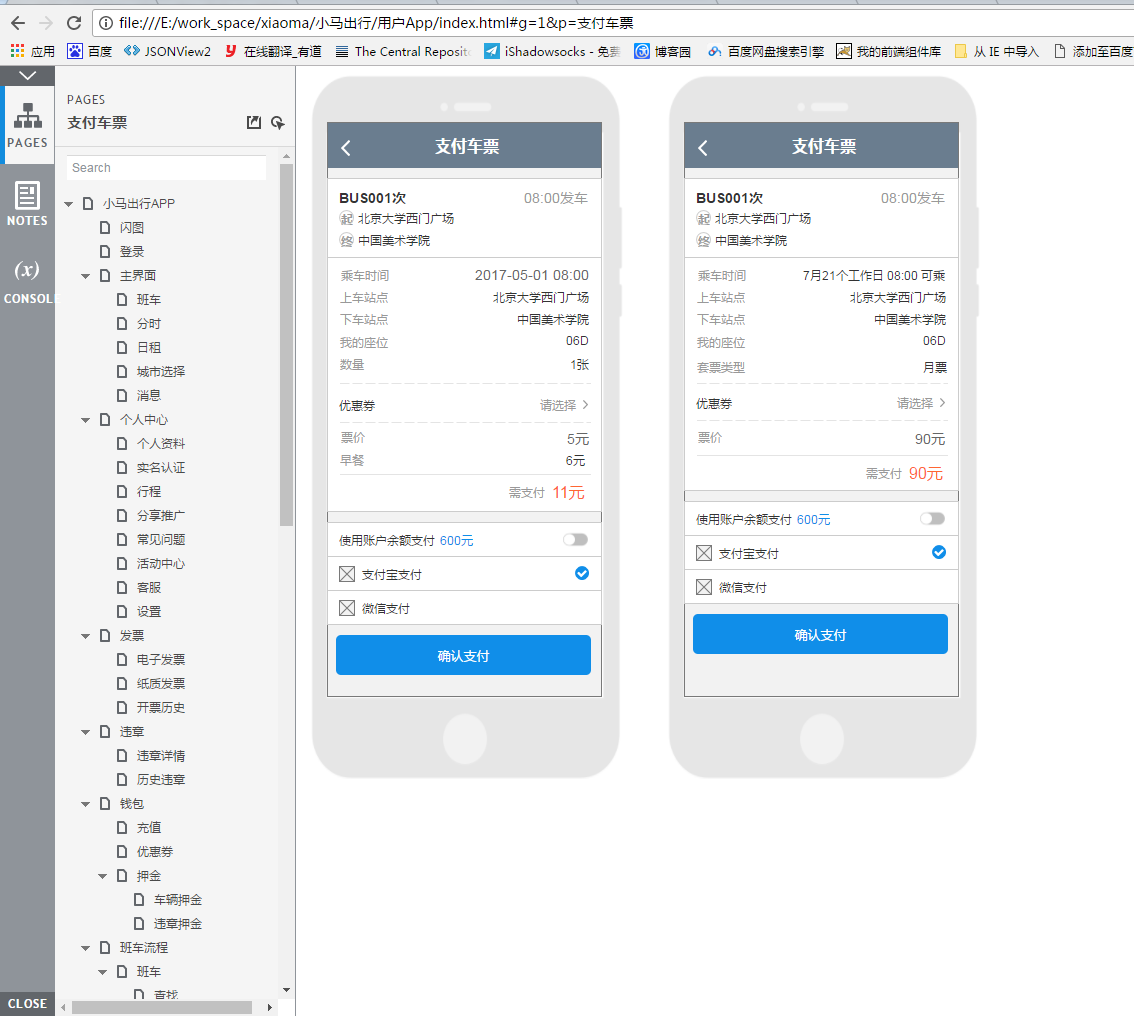 file:///E:/work_space/xiaoma/小马出行/用户App/index.html#g=1&p=支付车票
应用 百度 JSONView2 在线翻译_有道 The Central Reposit iShadowsocks - 免费 博客园 百度网盘搜索引擎 我的前端组件库 从 IE 中导入 添加至百度
PAGES
NOTES
(x)
CONSOLE
CLOSE
PAGES
支付车票
Search
小马出行APP
闪图
登录
主界面
班车
分时
日租
城市选择
消息
个人中心
个人资料
实名认证
行程
分享推广
常见问题
活动中心
客服
设置
发票
电子发票
纸质发票
开票历史
违章
违章详情
历史违章
钱包
充值
优惠券
押金
车辆押金
违章押金
班车流程
班车
查找
支付车票
BUS001次 08:00发车
起 北京大学西门广场
终 中国美术学院
乘车时间 2017-05-01 08:00
上车站点 北京大学西门广场
下车站点 中国美术学院
我的座位 06D
数量 1张
优惠券 请选择
票价 5元
早餐 6元
需支付 11元
使用账户余额支付 600元
支付宝支付
微信支付
确认支付
支付车票
BUS001次 08:00发车
起 北京大学西门广场
终 中国美术学院
乘车时间 7月21个工作日 08:00 可乘
上车站点 北京大学西门广场
下车站点 中国美术学院
我的座位 06D
套票类型 月票
优惠券 请选择
票价 90元
需支付 90元
使用账户余额支付 600元
支付宝支付
微信支付
确认支付